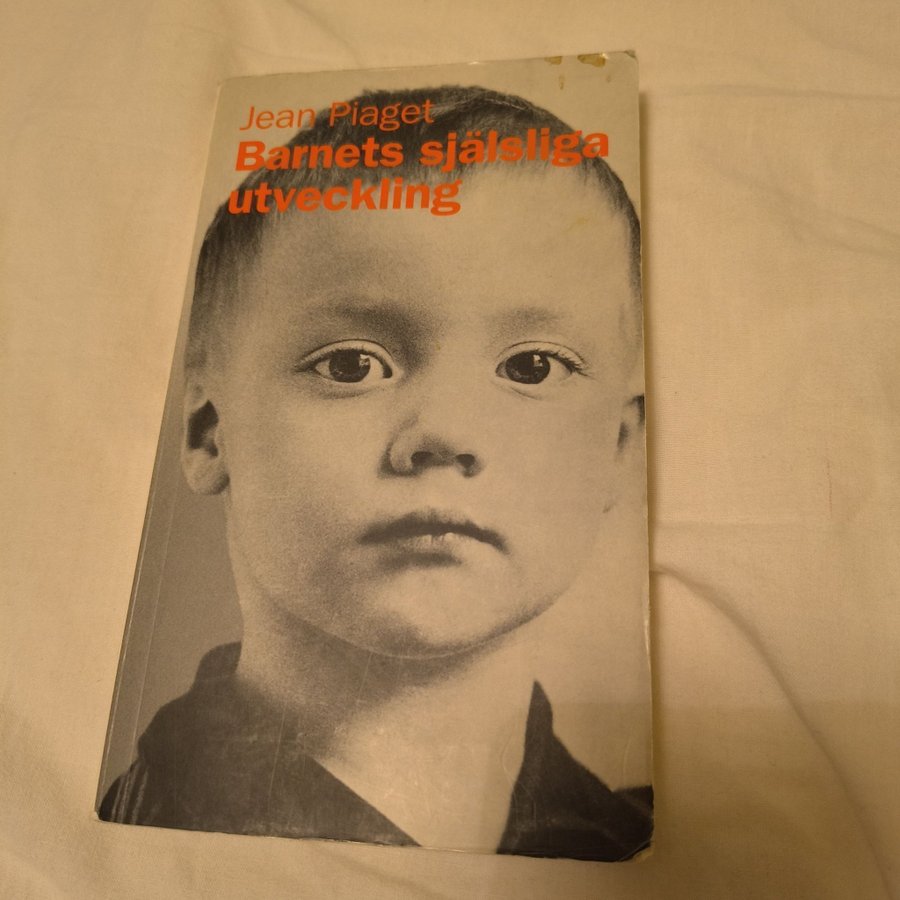 Jean Piaget
Barnets själsliga
utveckling